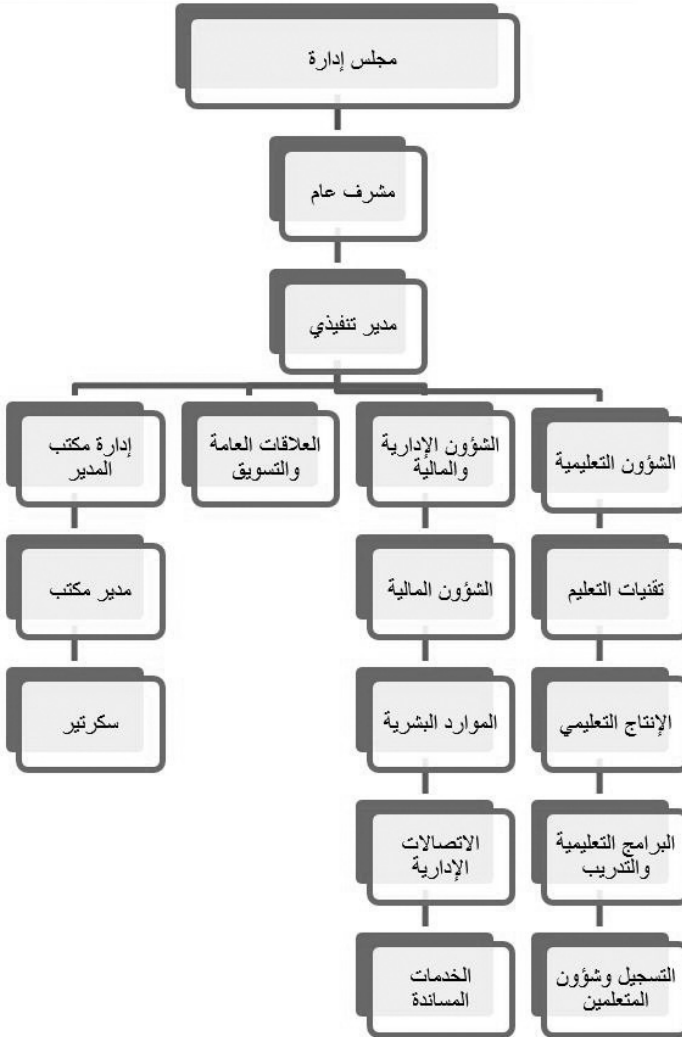 مجلس إدارة
مشرف عام
مدير تنفيذي
الشؤون التعليمية
الشؤون الإدارية
والمالية
العلاقات العامة
والتسويق
إدارة مكتب
المدير
تقنيات التعليم
الشؤون المالية
مدير مكتب
الإنتاج التعليمي
الموارد البشرية
سكرتير
البرامج التعليمية
والتدريب
الاتصالات
الإدارية
التسجيل وشؤون
المتعلمين
الخدمات
المساندة